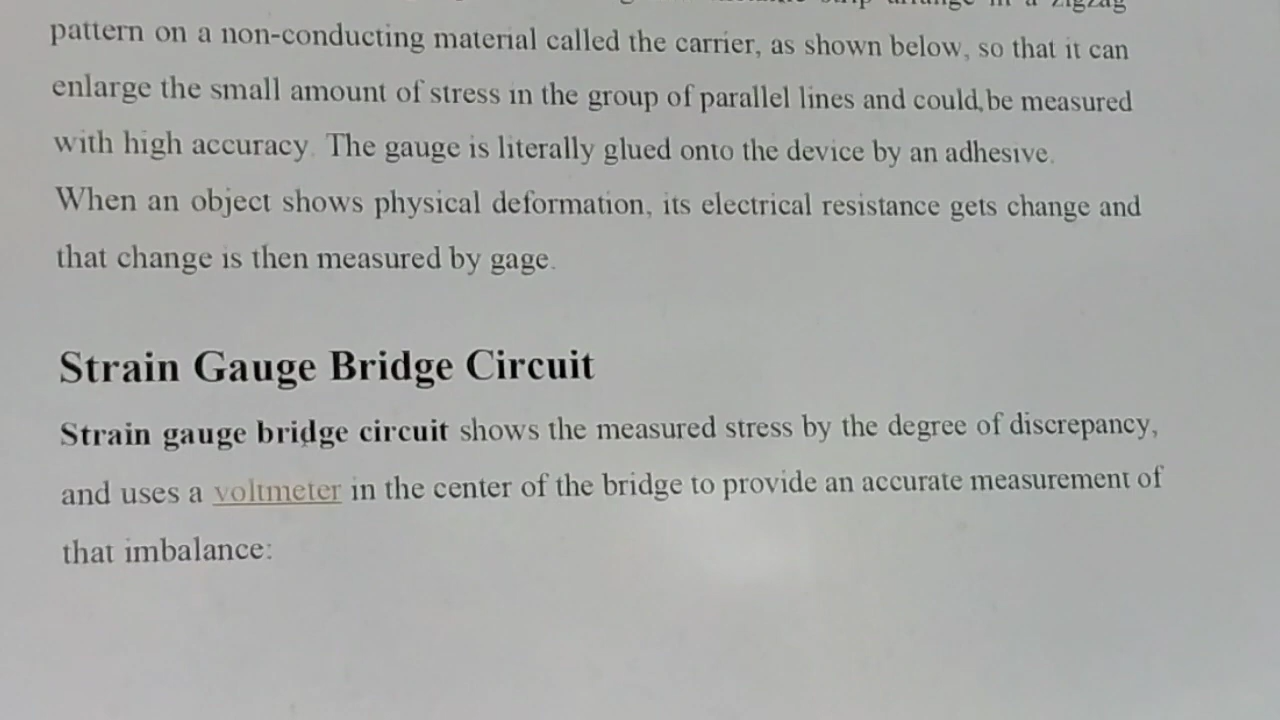 strip arrange in a zigzag
pattern on a non-conducting material called the carrier, as shown below, so that it can
enlarge the small amount of stress in the group of parallel lines and could,be measured
with high accuracy. The gauge is literally glued onto the device by an adhesive.
When an object shows physical deformation, its electrical resistance gets change and
that change is then measured by gage.
Strain Gauge Bridge Circuit
Strain gauge bridge circuit shows the measured stress by the degree of discrepancy,
and uses a voltmeter in the center of the bridge to provide an accurate measurement of
that imbalance: